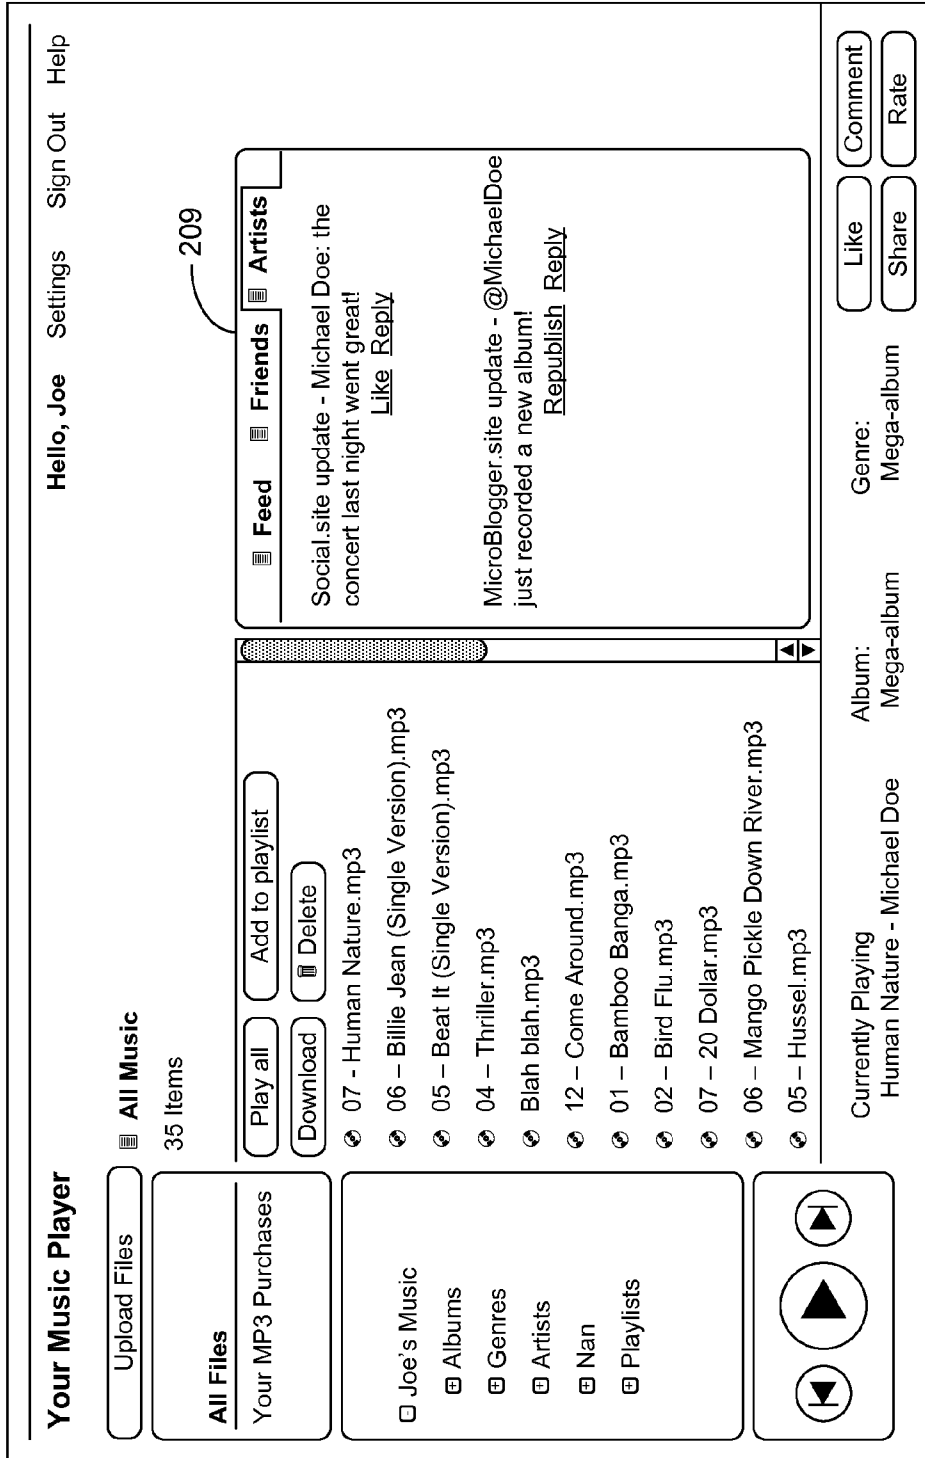 Your Music Player
Hello, Joe Settings Sign Out Help
Upload Files
All Music
35 Items
209
All Files
Your MP3 Purchases
Joe's Music
Albums
Genres
Artists
Nan
Playlists
Play all Add to playlist
Download Delete
07 - Human Nature.mp3
06 – Billie Jean (Single Version).mp3
05 – Beat It (Single Version).mp3
04 – Thriller.mp3
Blah blah.mp3
12 – Come Around.mp3
01 – Bamboo Banga.mp3
02 – Bird Flu.mp3
07 – 20 Dollar.mp3
06 – Mango Pickle Down River.mp3
05 – Hussel.mp3
Feed Friends Artists
Social.site update - Michael Doe: the
concert last night went great!
Like Reply
MicroBlogger.site update - @MichaelDoe
just recorded a new album!
Republish Reply
Currently Playing
Human Nature - Michael Doe
Album:
Mega-album
Genre:
Mega-album
Like Comment
Share Rate